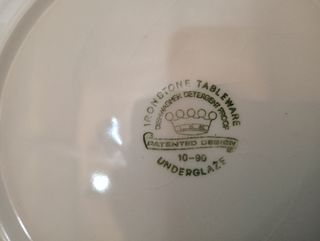 IRONSTONE TABLEWARE
DISHWASHER DETERGENT PROOF
PATENTED DESIGN
10-90
UNDERGLAZE